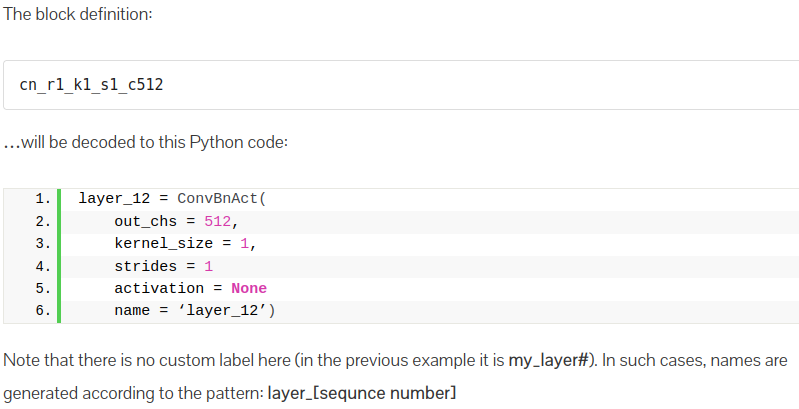 The block definition:
cn_r1_k1_s1_c512
...will be decoded to this Python code:
1. layer_12 = ConvBnAct(
2. out_chs = 512,
3. kernel_size = 1,
4. strides = 1
5. activation = None
6. name = ‘layer_12’)
Note that there is no custom label here (in the previous example it is my_layer#). In such cases, names are
generated according to the pattern: layer_[sequnce number]